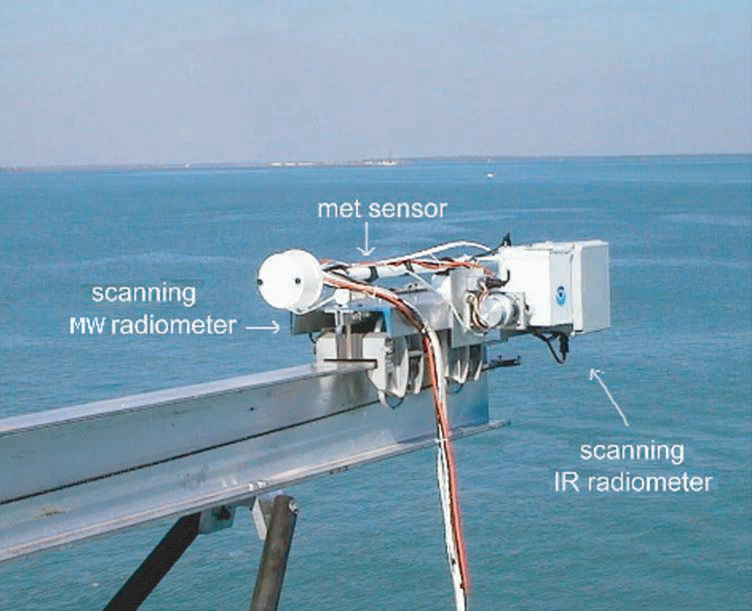 met sensor
scanning
MW radiometer
scanning
IR radiometer